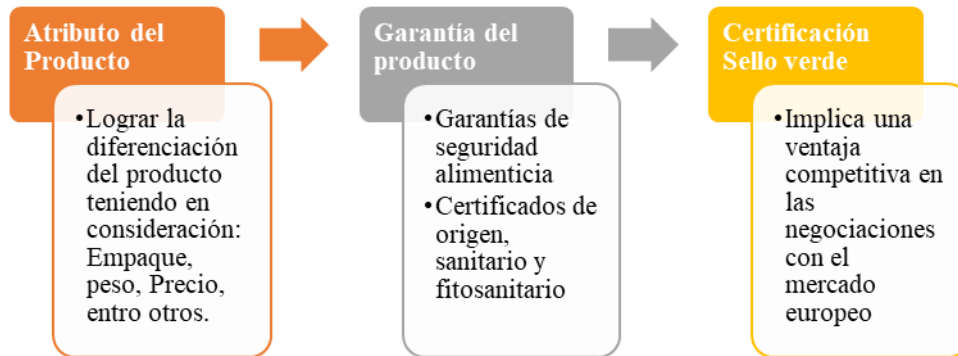 Atributo del
Producto
•Lograr la
diferenciación
del producto
teniendo en
consideración:
Empaque,
peso, Precio,
entro otros.
Garantía del
producto
•Garantías de
seguridad
alimenticia
•Certificados de
origen,
sanitario y
fitosanitario
Certificación
Sello verde
•Implica una
ventaja
competitiva en
las
negociaciones
con el
mercado
europeo